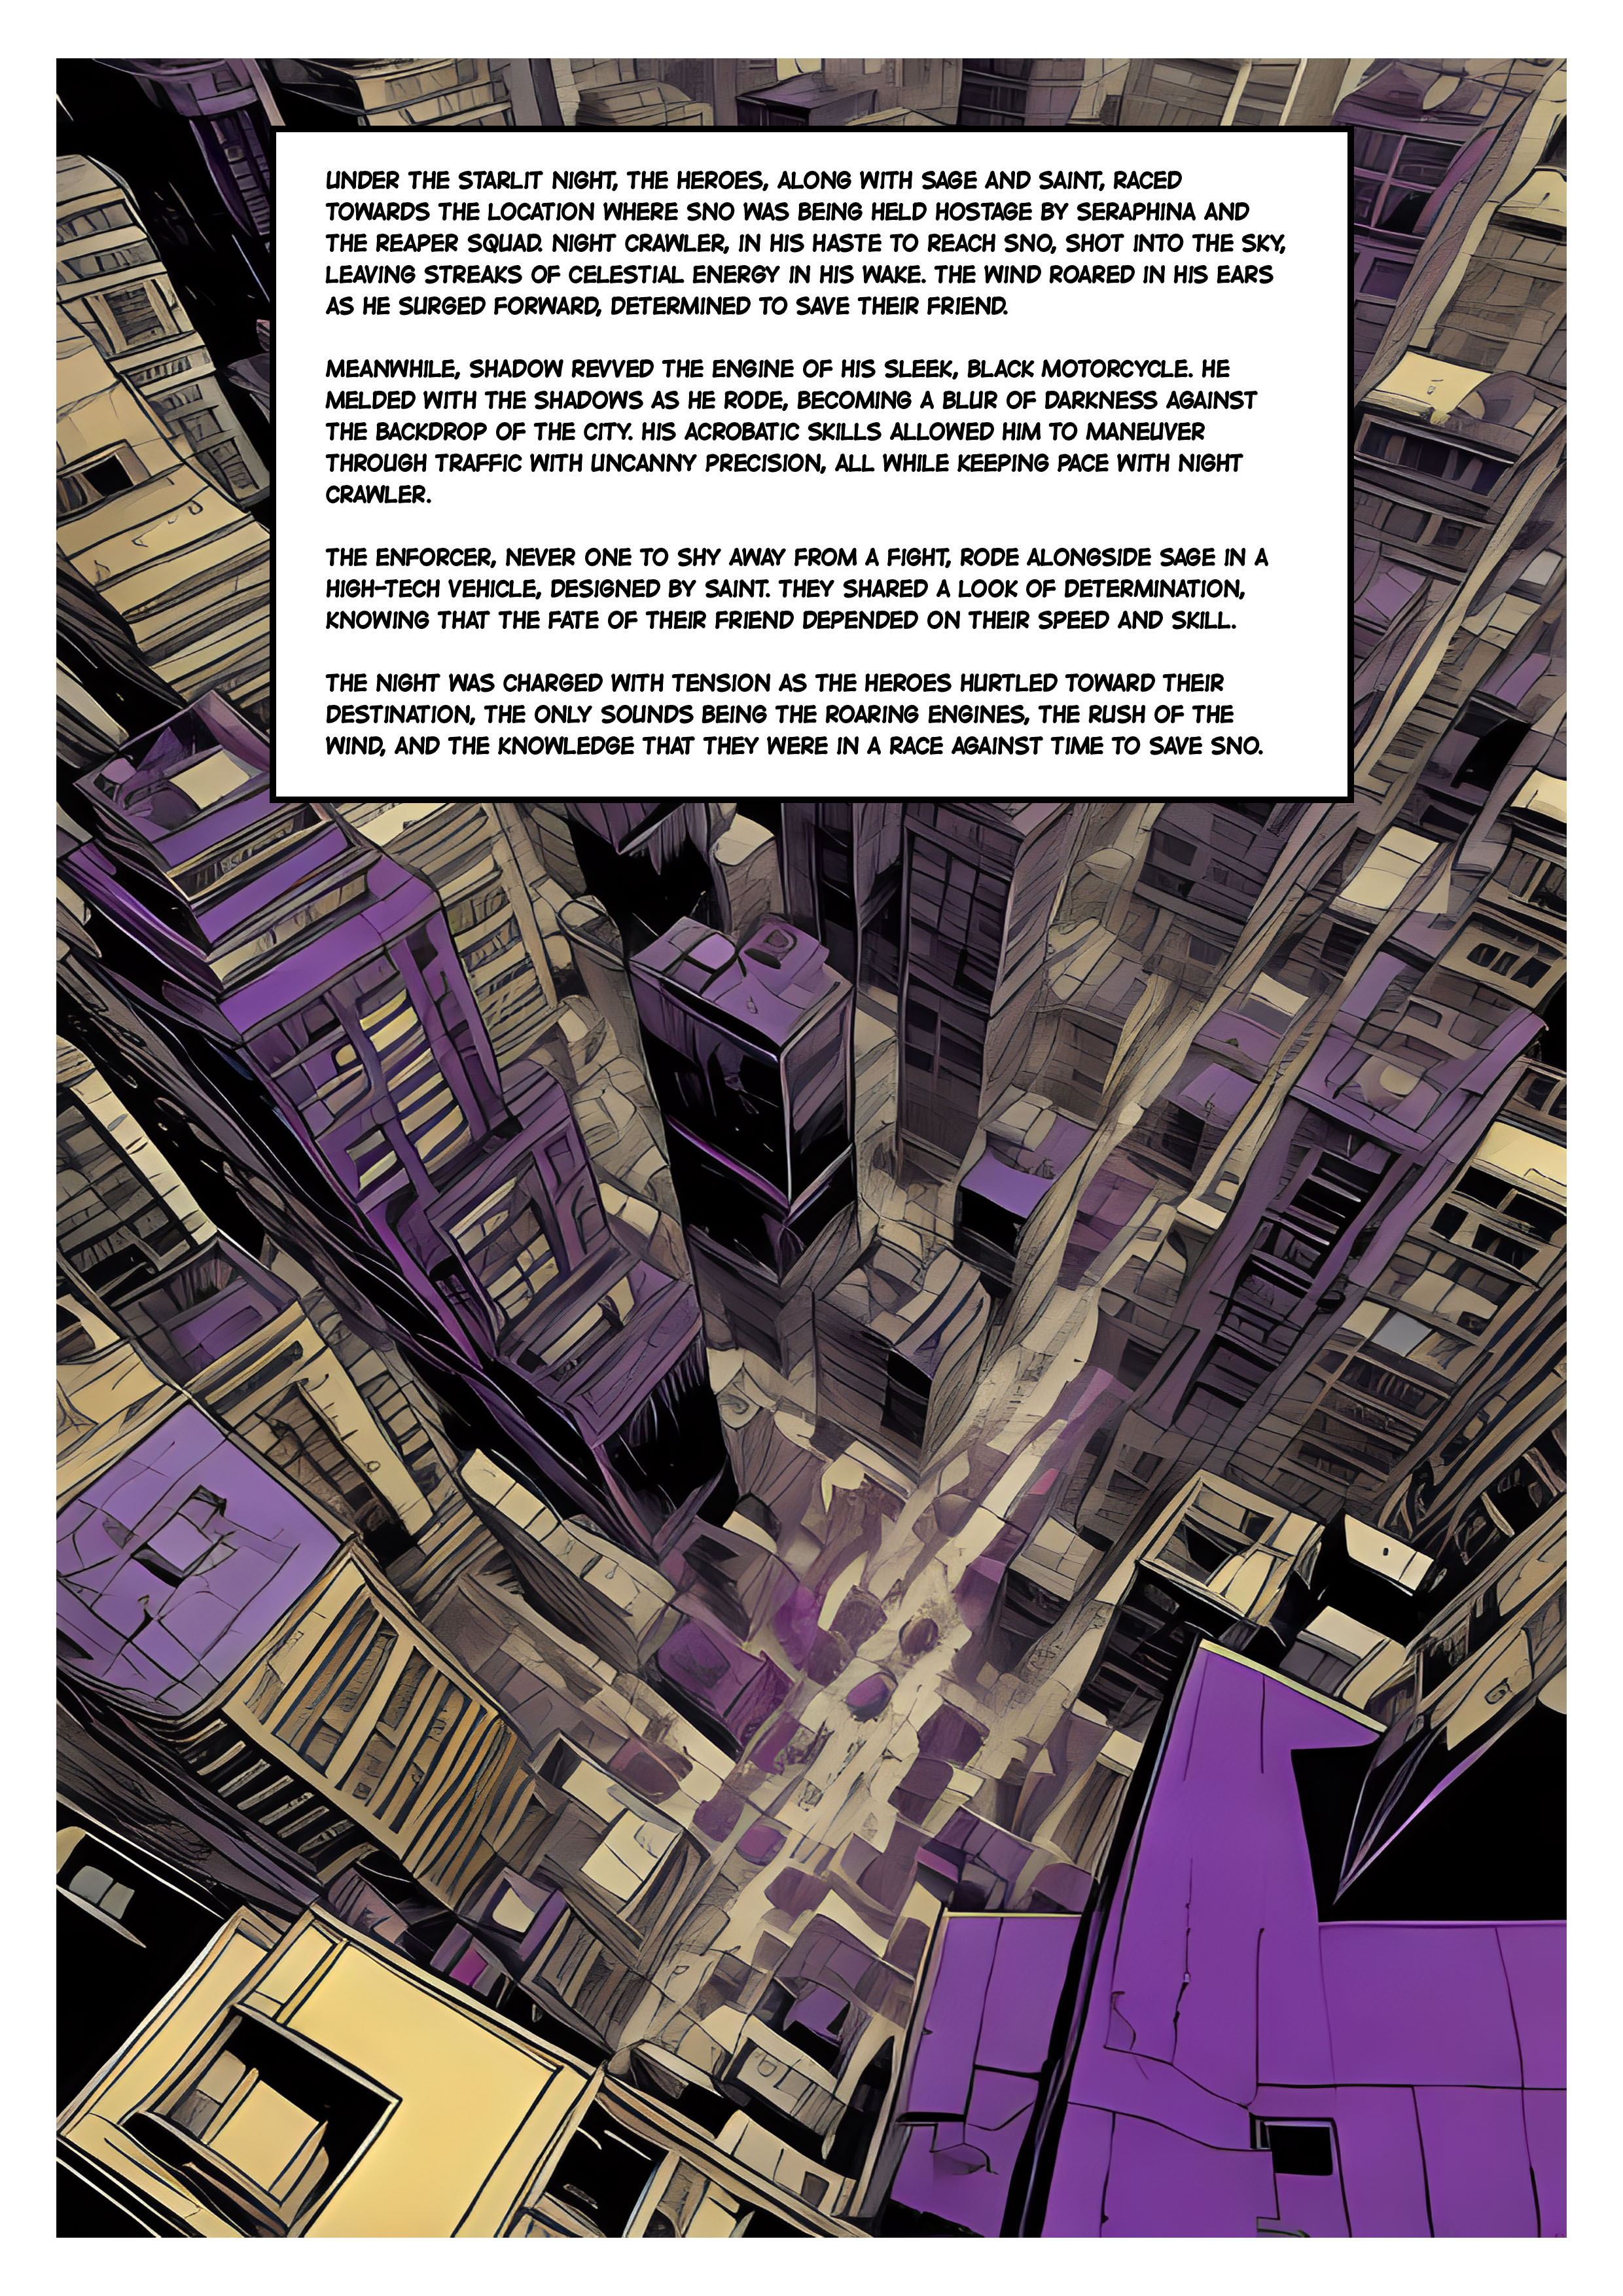 UNDER THE STARLIT NIGHT, THE HEROES, ALONG WITH SAGE AND SAINT, RACED
TOWARDS THE LOCATION WHERE SNO WAS BEING HELD HOSTAGE BY SERAPHINA AND
THE REAPER SQUAD. NIGHT CRAWLER, IN HIS HASTE TO REACH SNO, SHOT INTO THE SKY,
LEAVING STREAKS OF CELESTIAL ENERGY IN HIS WAKE. THE WIND ROARED IN HIS EARS
AS HE SURGED FORWARD, DETERMINED TO SAVE THEIR FRIEND.
MEANWHILE, SHADOW REVVED THE ENGINE OF HIS SLEEK, BLACK MOTORCYCLE. HE
MELDED WITH THE SHADOWS AS HE RODE, BECOMING A BLUR OF DARKNESS AGAINST
THE BACKDROP OF THE CITY. HIS ACROBATIC SKILLS ALLOWED HIM TO MANEUVER
THROUGH TRAFFIC WITH UNCANNY PRECISION, ALL WHILE KEEPING PACE WITH NIGHT
CRAWLER.
THE ENFORCER, NEVER ONE TO SHY AWAY FROM A FIGHT, RODE ALONGSIDE SAGE IN A
HIGH-TECH VEHICLE, DESIGNED BY SAINT. THEY SHARED A LOOK OF DETERMINATION,
KNOWING THAT THE FATE OF THEIR FRIEND DEPENDED ON THEIR SPEED AND SKILL.
THE NIGHT WAS CHARGED WITH TENSION AS THE HEROES HURTLED TOWARD THEIR
DESTINATION, THE ONLY SOUNDS BEING THE ROARING ENGINES, THE RUSH OF THE
WIND, AND THE KNOWLEDGE THAT THEY WERE IN A RACE AGAINST TIME TO SAVE SNO.